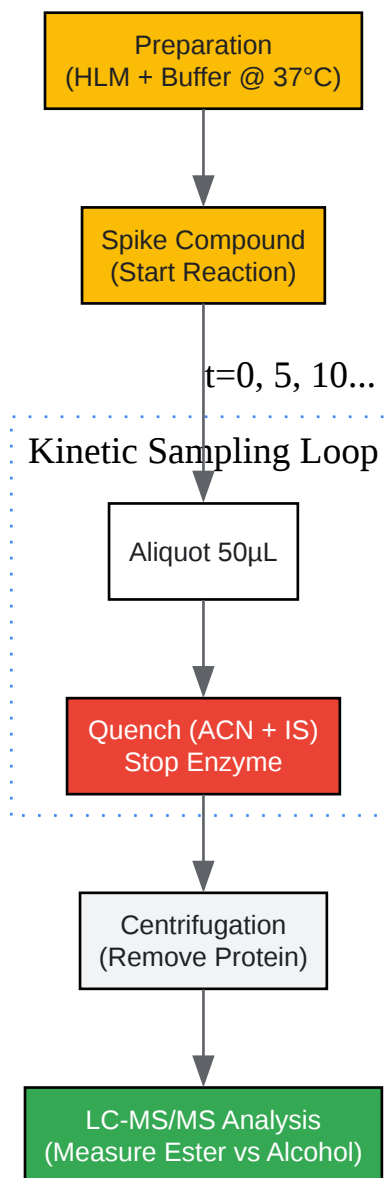 Preparation
(HLM + Buffer @ 37°C)
Spike Compound
(Start Reaction)
t=0, 5, 10...
Kinetic Sampling Loop
Aliquot 50µL
Quench (ACN + IS)
Stop Enzyme
Centrifugation
(Remove Protein)
LC-MS/MS Analysis
(Measure Ester vs Alcohol)